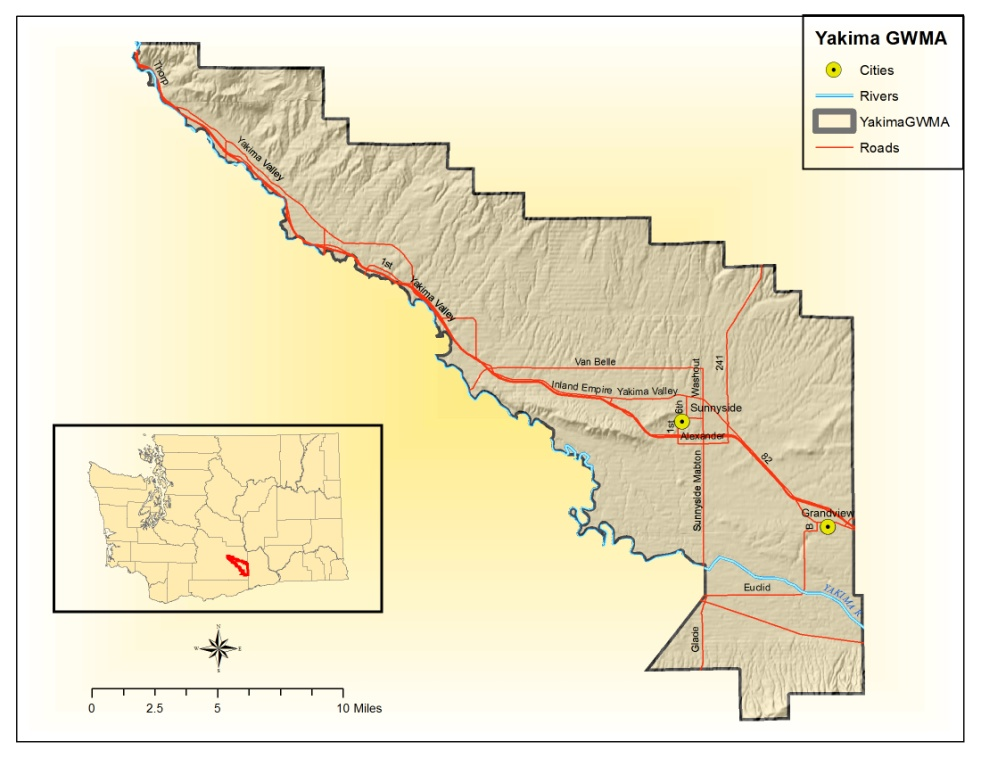 Yakima GWMA
Cities
Rivers
YakimaGWMA
Roads
Thorp
Yakima Valley
1st
Yakima Valley
241
Van Belle
Washout
Inland Empire
Yakima Valley
6th
Sunnyside
1st
Alexander
82
Sunnyside Mabton
Grandview
B
Euclid
YAKIMA R
N
W
E
S
0
2.5
5
10 Miles